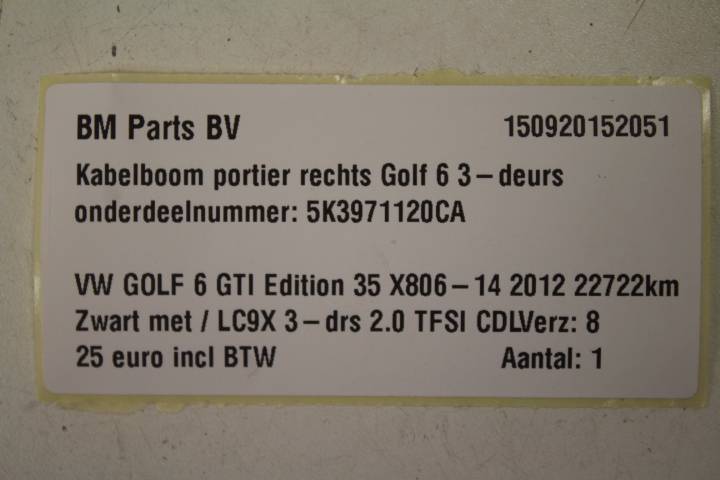 BM Parts BV 150920152051
Kabelboom portier rechts Golf 6 3-deurs
onderdeelnummer: 5K3971120CA
VW GOLF 6 GTI Edition 35 X806-14 2012 22722km
Zwart met / LC9X 3-drs 2.0 TFSI CDLVerz: 8
25 euro incl BTW Aantal: 1